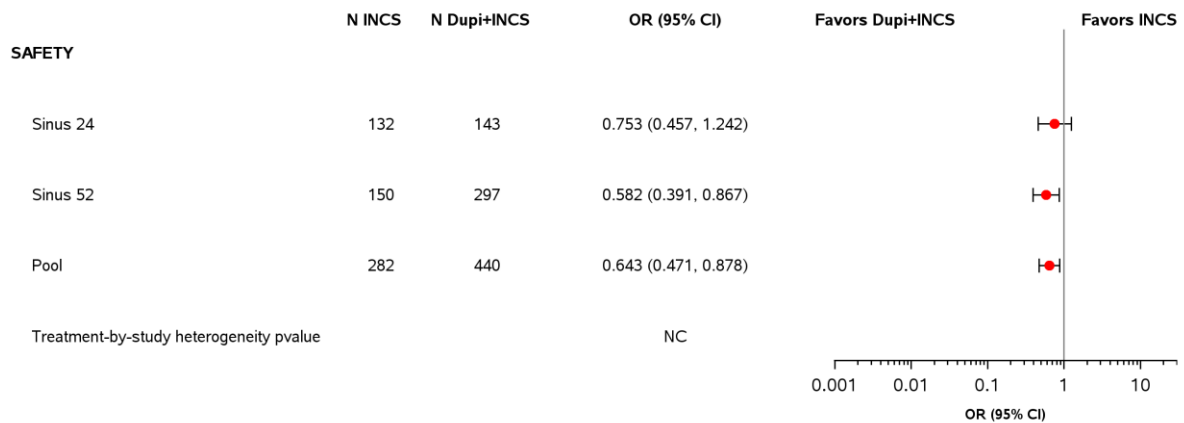 N INCS N Dupi+INCS OR (95% CI) Favors Dupi+INCS Favors INCS
SAFETY
Sinus 24 132 143 0.753 (0.457, 1.242)
Sinus 52 150 297 0.582 (0.391, 0.867)
Pool 282 440 0.643 (0.471, 0.878)
Treatment-by-study heterogeneity pvalue NC
0.001 0.01 0.1 1 10
OR (95% CI)